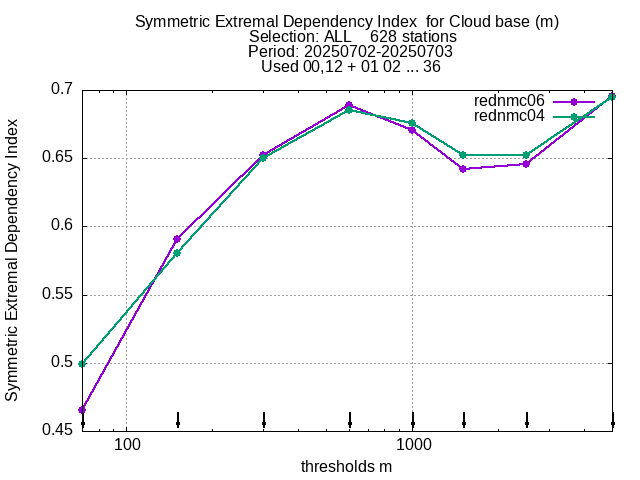 Symmetric Extremal Dependency Index  for Cloud base (m)
Selection: ALL    628 stations
Period: 20250702-20250703
Used 00,12 + 01 02 ... 36
Symmetric Extremal Dependency Index
0.7
0.65
0.6
0.55
0.5
0.45
rednmc06
rednmc04
100
1000
thresholds m